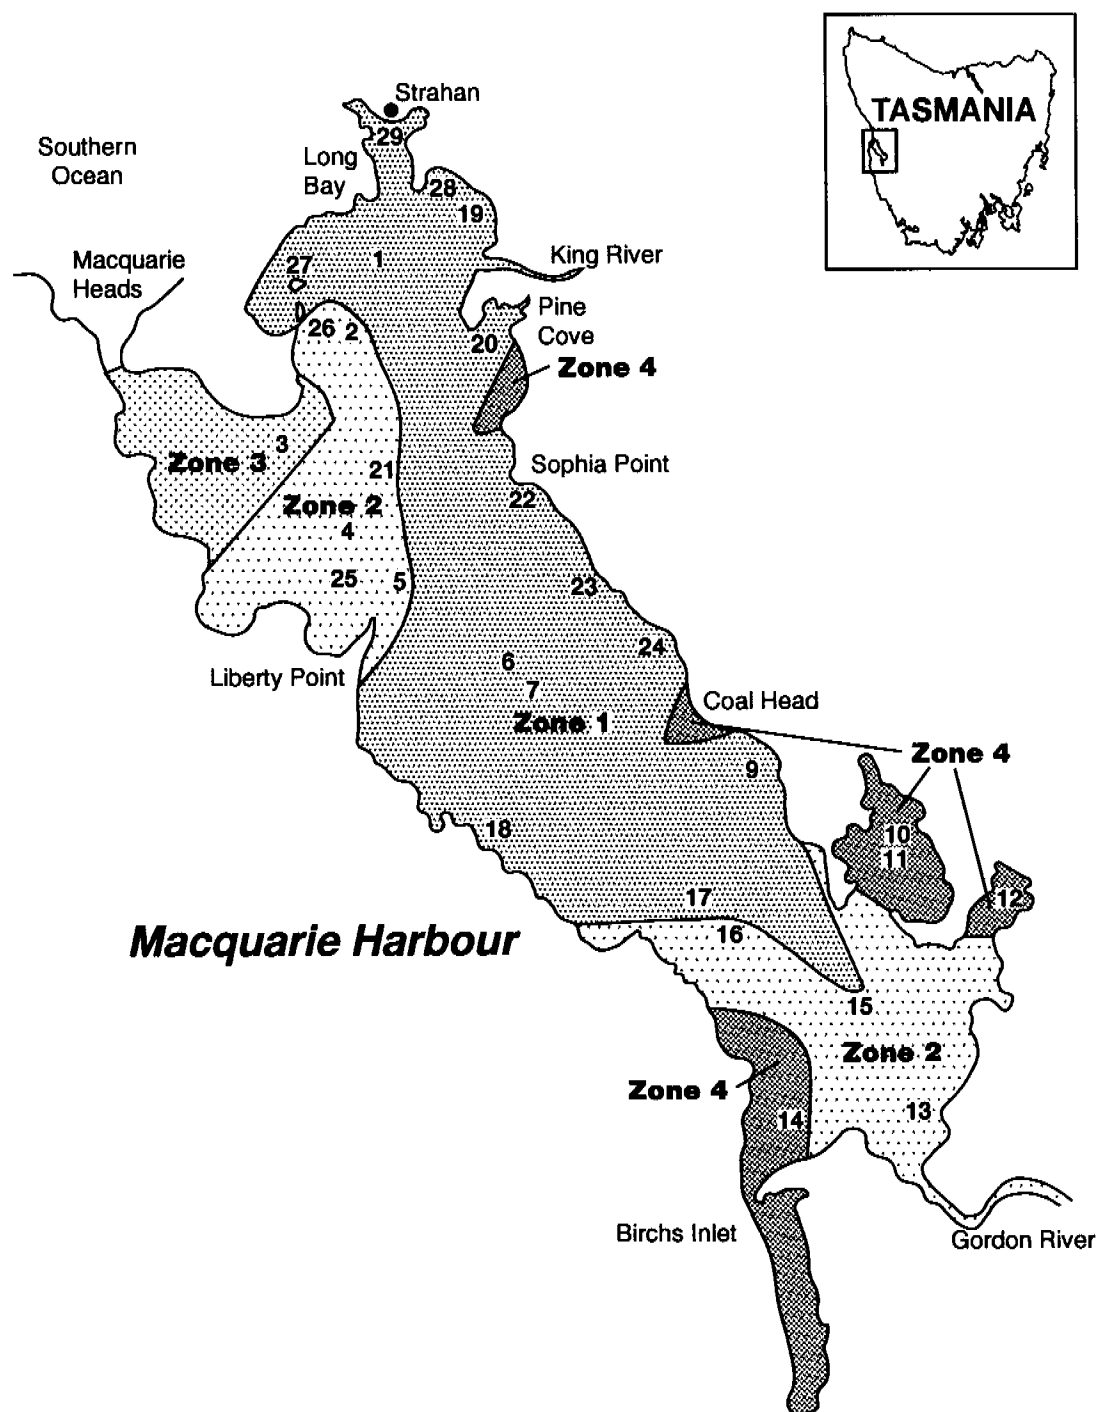 TASMANIA
Strahan
29
Southern
Ocean
Long
Bay
28
19
Macquarie
Heads
27
1
King River
Pine
Cove
26
2
20
Zone 4
3
Zone 3
21
Sophia Point
Zone 2
22
4
25
5
23
24
6
Liberty Point
7
Coal Head
Zone 1
Zone 4
9
18
10
11
17
12
Macquarie Harbour
16
15
Zone 2
Zone 4
14
13
Birchs Inlet
Gordon River